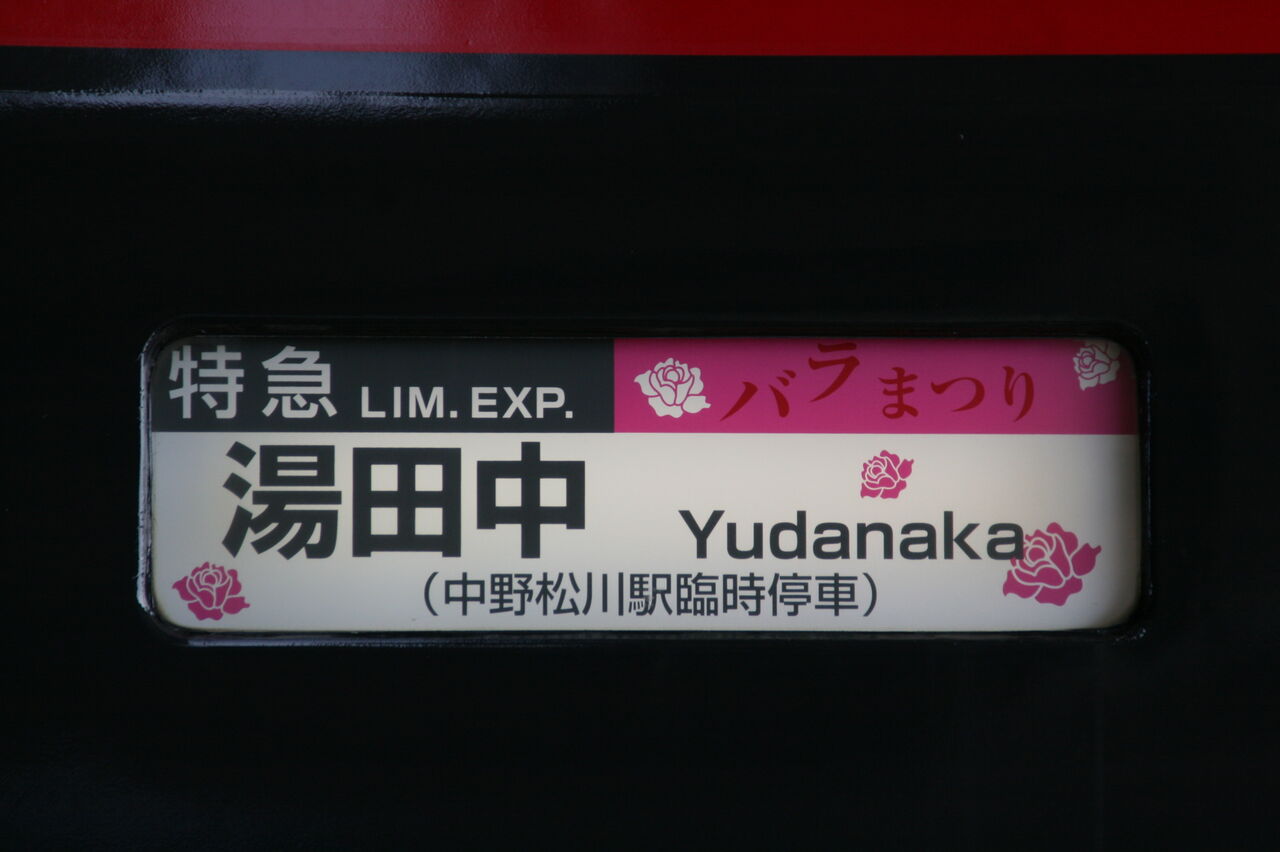 特急 LIM. EXP. バラまつり
湯田中 Yudanaka
（中野松川駅臨時停車）